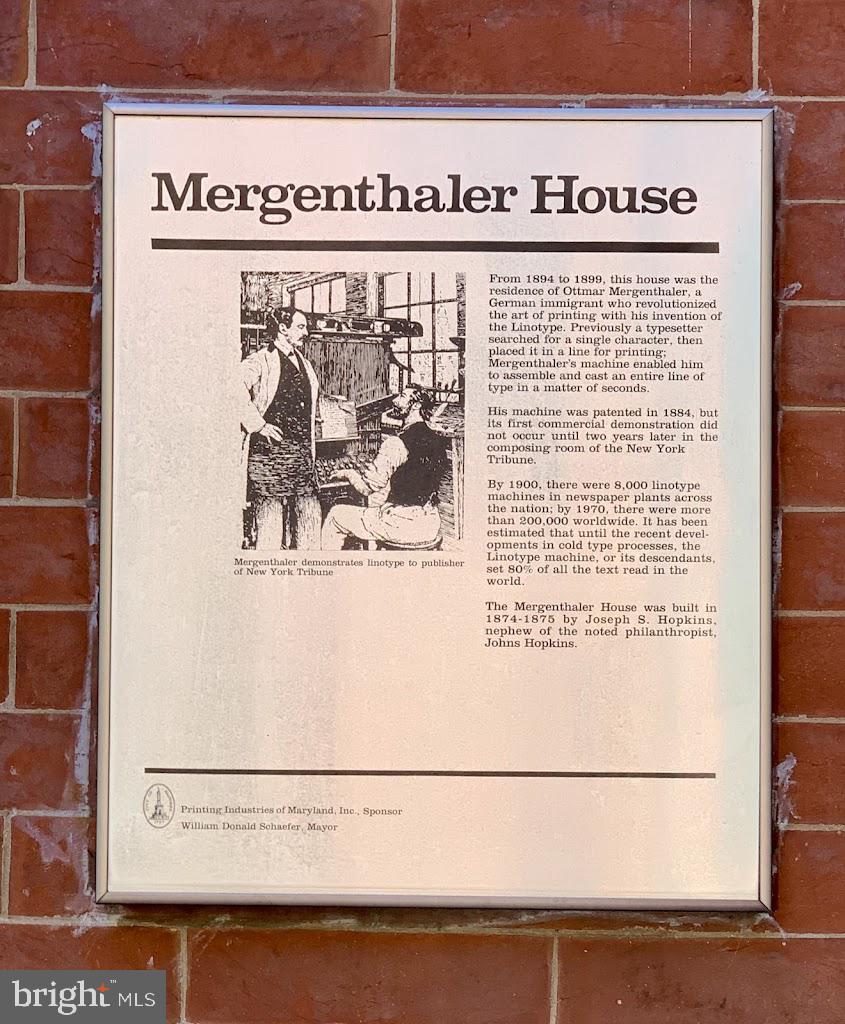 Mergenthaler House
From 1894 to 1899, this house was the
residence of Ottmar Mergenthaler, a
German immigrant who revolutionized
the art of printing with his invention of
the Linotype. Previously a typesetter
searched for a single character, then
placed it in a line for printing;
Mergenthaler's machine enabled him
to assemble and cast an entire line of
type in a matter of seconds.
His machine was patented in 1884, but
its first commercial demonstration did
not occur until two years later in the
composing room of the New York
Tribune.
By 1900, there were 8,000 linotype
machines in newspaper plants across
the nation; by 1970, there were more
than 200,000 worldwide. It has been
estimated that until the recent devel-
opments in cold type processes, the
Linotype machine, or its descendants,
set 80% of all the text read in the
world.
The Mergenthaler House was built in
1874-1875 by Joseph S. Hopkins,
nephew of the noted philanthropist,
Johns Hopkins.
Mergenthaler demonstrates linotype to publisher
of New York Tribune
Printing Industries of Maryland, Inc., Sponsor
William Donald Schaefer, Mayor
bright™ MLS